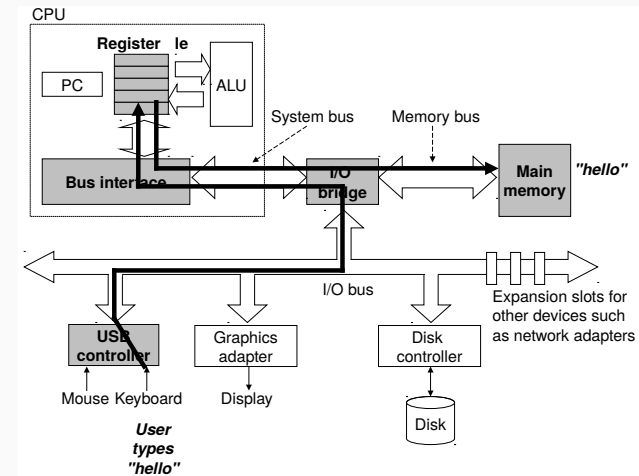 CPU
Register le
PC
ALU
System bus
Memory bus
Bus interface
I/O
bridge
Main
memory
"hello"
I/O bus
Expansion slots for
other devices such
as network adapters
USB
controller
Graphics
adapter
Disk
controller
Mouse Keyboard
Display
Disk
User
types
"hello"